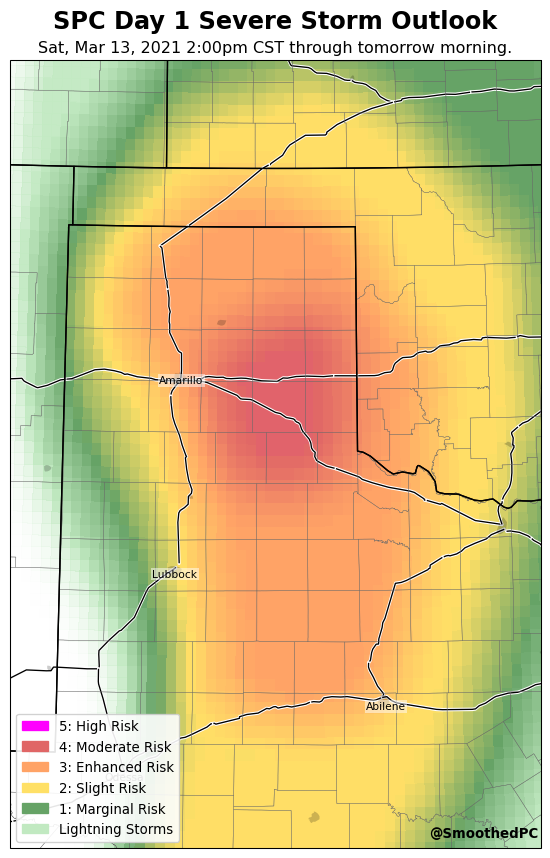 SPC Day 1 Severe Storm Outlook
Sat, Mar 13, 2021 2:00pm CST through tomorrow morning.
Amarillo
Lubbock
Abilene
5: High Risk
4: Moderate Risk
3: Enhanced Risk
2: Slight Risk
1: Marginal Risk
Lightning Storms
@SmoothedPC